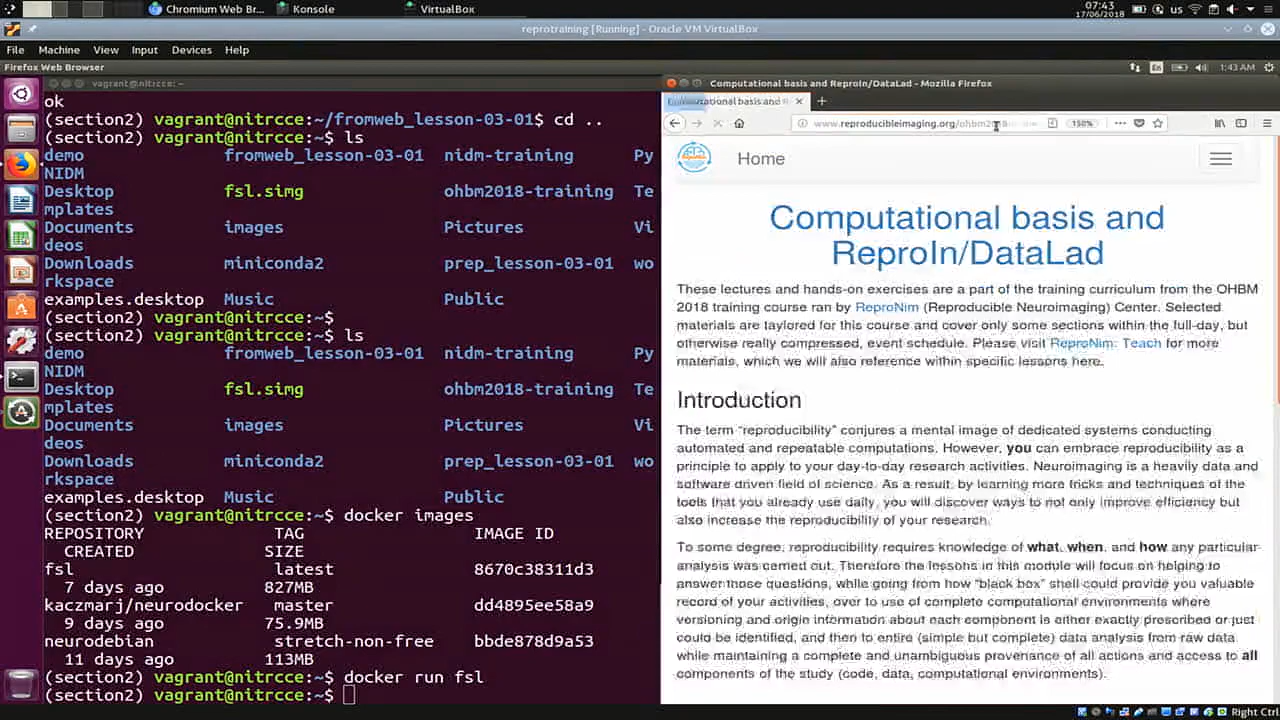 Chromium Web Br... Konsole VirtualBox us 07:43
17/06/2018
reprotraining [Running] - Oracle VM VirtualBox
File Machine View Input Devices Help
Firefox Web Browser En 1:43 AM
vagrant@nitrcce: ~
ok
(section2) vagrant@nitrcce:~/fromweb_lesson-03-01$ cd ..
(section2) vagrant@nitrcce:~$ ls
demo fromweb_lesson-03-01 nidm-training Py
NIDM
Desktop fsl.simg ohbm2018-training Te
mplates
Documents images Pictures Vi
deos
Downloads miniconda2 prep_lesson-03-01 wo
rkspace
examples.desktop Music Public
(section2) vagrant@nitrcce:~$
(section2) vagrant@nitrcce:~$ ls
demo fromweb_lesson-03-01 nidm-training Py
NIDM
Desktop fsl.simg ohbm2018-training Te
mplates
Documents images Pictures Vi
deos
Downloads miniconda2 prep_lesson-03-01 wo
rkspace
examples.desktop Music Public
(section2) vagrant@nitrcce:~$ docker images
REPOSITORY TAG IMAGE ID
CREATED SIZE
fsl latest 8670c38311d3
7 days ago 827MB
kaczmarj/neurodocker master dd4895ee58a9
9 days ago 75.9MB
neurodebian stretch-non-free bbde878d9a53
11 days ago 113MB
(section2) vagrant@nitrcce:~$ docker run fsl
(section2) vagrant@nitrcce:~$
Computational basis and ReproIn/DataLad - Mozilla Firefox
Computational basis and R
www.reproducibleimaging.org/ohbm2018 150%
Home
Computational basis and
ReproIn/DataLad
These lectures and hands-on exercises are a part of the training curriculum from the OHBM
2018 training course ran by ReproNim (Reproducible Neuroimaging) Center. Selected
materials are taylored for this course and cover only some sections within the full-day, but
otherwise really compressed, event schedule. Please visit ReproNim: Teach for more
materials, which we will also reference within specific lessons here.
Introduction
The term “reproducibility” conjures a mental image of dedicated systems conducting
automated and repeatable computations. However, you can embrace reproducibility as a
principle to apply to your day-to-day research activities. Neuroimaging is a heavily data and
software driven field of science. As a result, by learning more tricks and techniques of the
tools that you already use daily, you will discover ways to not only improve efficiency but
also increase the reproducibility of your research.
To some degree, reproducibility requires knowledge of what, when, and how any particular
analysis was carried out. Therefore the lessons in this module will focus on helping to
answer those questions, while going from how “black box” shell could provide you valuable
record of your activities, over to use of complete computational environments where
versioning and origin information about each component is either exactly prescribed or just
could be identified, and then to entire (simple but complete) data analysis from raw data
while maintaining a complete and unambiguous provenance of all actions and access to all
components of the study (code, data, computational environments).
Right Ctrl